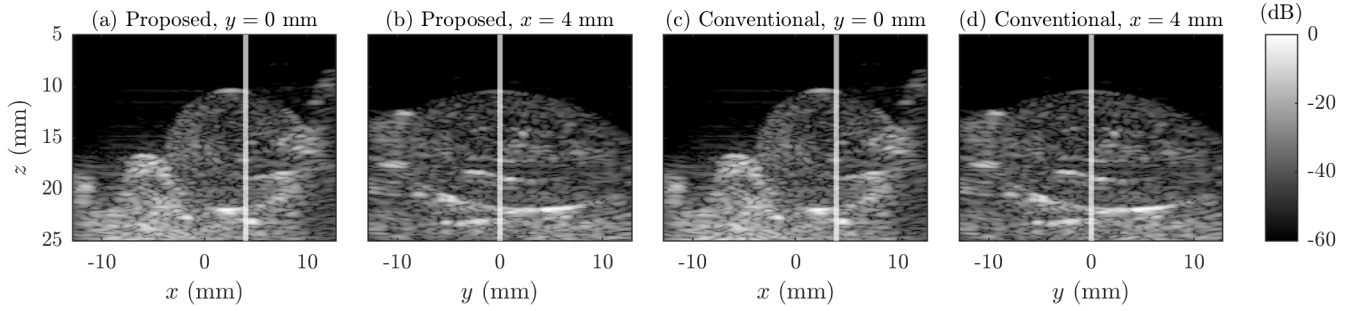 (a) Proposed, y = 0 mm
(b) Proposed, x = 4 mm
(c) Conventional, y = 0 mm
(d) Conventional, x = 4 mm
(dB)
5
10
15
20
25
z (mm)
-10 0 10
-10 0 10
-10 0 10
-10 0 10
x (mm)
y (mm)
x (mm)
y (mm)
0
-20
-40
-60